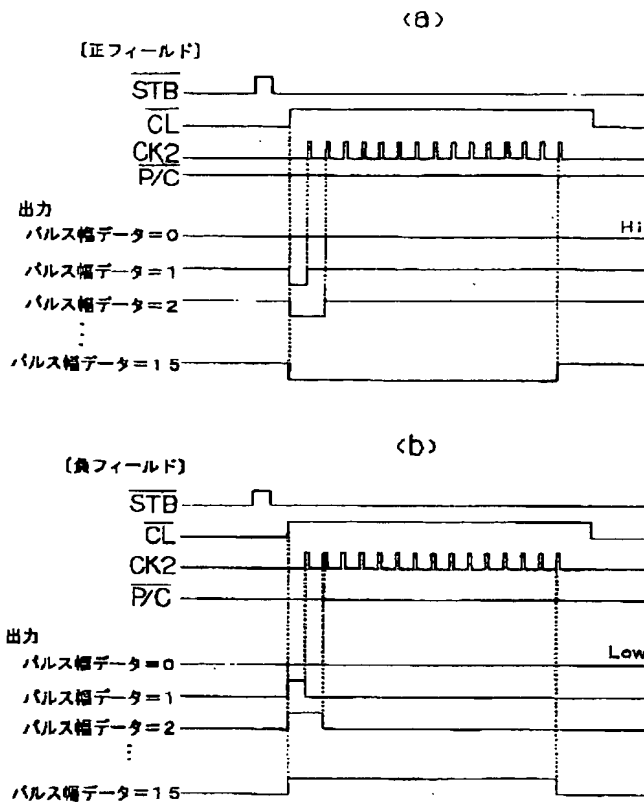 (a)
[正フィールド]
STB
CL
CK2
P/C
出力
パルス幅データ=0
Hi
パルス幅データ=1
パルス幅データ=2
⋮
パルス幅データ=15
(b)
[負フィールド]
STB
CL
CK2
P/C
出力
パルス幅データ=0
Low
パルス幅データ=1
パルス幅データ=2
⋮
パルス幅データ=15